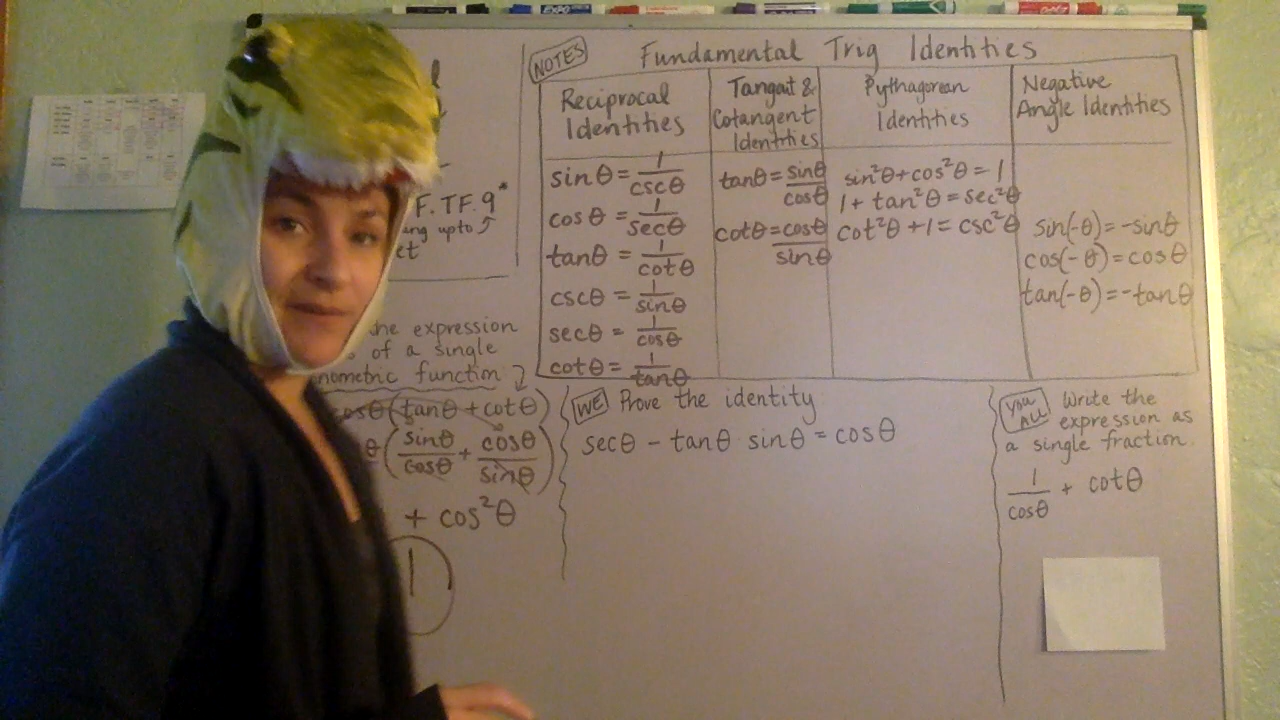 EXPO
NOTES
Fundamental Trig Identities
Reciprocal
Identities
sinθ = 1/cscθ
cosθ = 1/secθ
tanθ = 1/cotθ
cscθ = 1/sinθ
secθ = 1/cosθ
cotθ = 1/tanθ
Tangent &
Cotangent
Identities
tanθ = sinθ/cosθ
cotθ = cosθ/sinθ
Pythagorean
Identities
sin²θ + cos²θ = 1
1 + tan²θ = sec²θ
cot²θ + 1 = csc²θ
Negative
Angle Identities
sin(-θ) = -sinθ
cos(-θ) = cosθ
tan(-θ) = -tanθ
F.TF.9*
upto
he expression
of a single
nometric function
cosθ(tanθ + cotθ)
θ(sinθ/cosθ + cosθ/sinθ)
+ cos²θ
1
WE Prove the identity
secθ - tanθ · sinθ = cosθ
YOU ALL Write the
expression as
a single fraction.
1/cosθ + cotθ